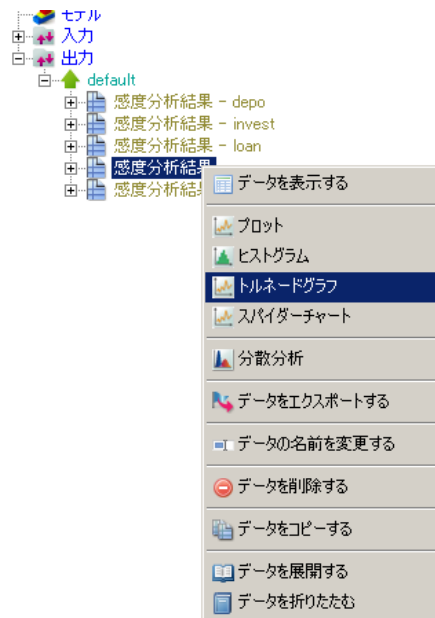 モデル
入力
出力
default
感度分析結果 - depo
感度分析結果 - invest
感度分析結果 - loan
感度分析結果
感度分析結果
データを表示する
プロット
ヒストグラム
トルネードグラフ
スパイダーチャート
分散分析
データをエクスポートする
データの名前を変更する
データを削除する
データをコピーする
データを展開する
データを折りたたむ